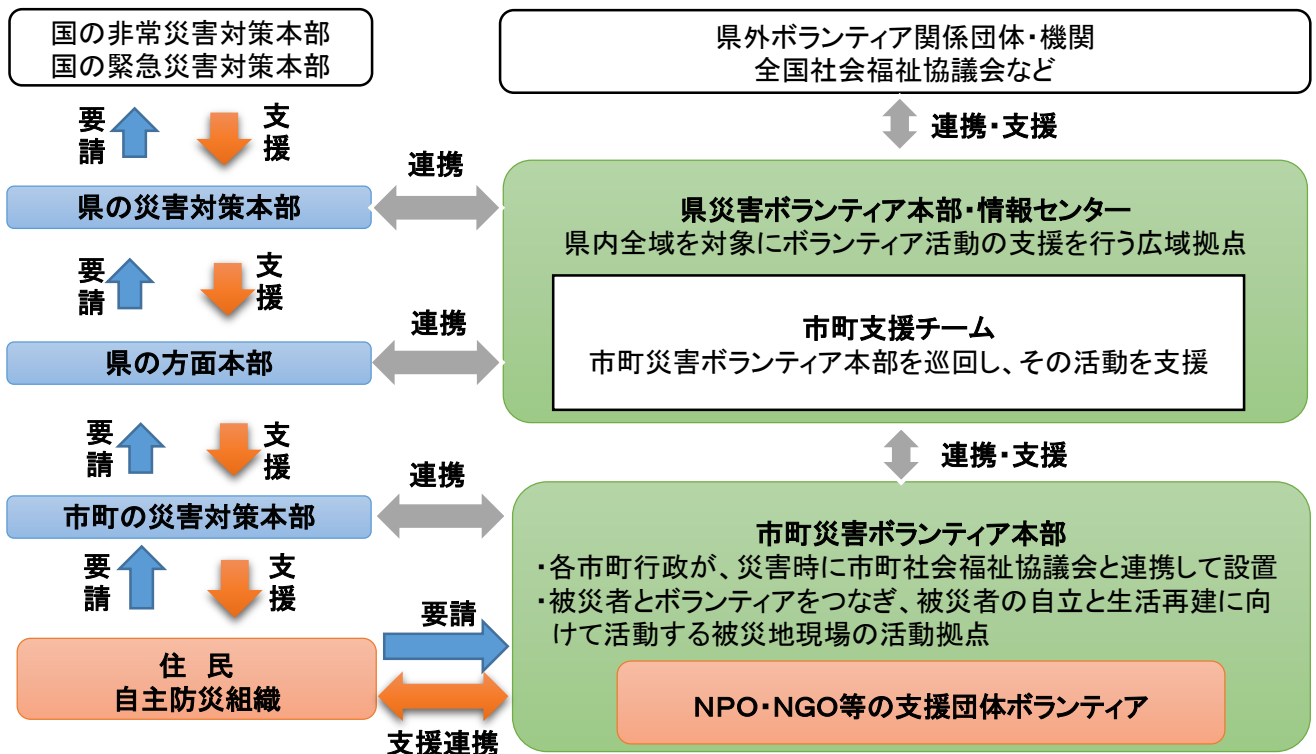 国の非常災害対策本部
国の緊急災害対策本部
県外ボランティア関係団体・機関
全国社会福祉協議会など
要請
支援
連携・支援
連携
県の災害対策本部
県災害ボランティア本部・情報センター
県内全域を対象にボランティア活動の支援を行う広域拠点
要請
支援
市町支援チーム
市町災害ボランティア本部を巡回し、その活動を支援
連携
県の方面本部
要請
支援
連携・支援
連携
市町の災害対策本部
市町災害ボランティア本部
・各市町行政が、災害時に市町社会福祉協議会と連携して設置
・被災者とボランティアをつなぎ、被災者の自立と生活再建に向
けて活動する被災地現場の活動拠点
要請
支援
要請
住 民
自主防災組織
NPO・NGO等の支援団体ボランティア
支援連携